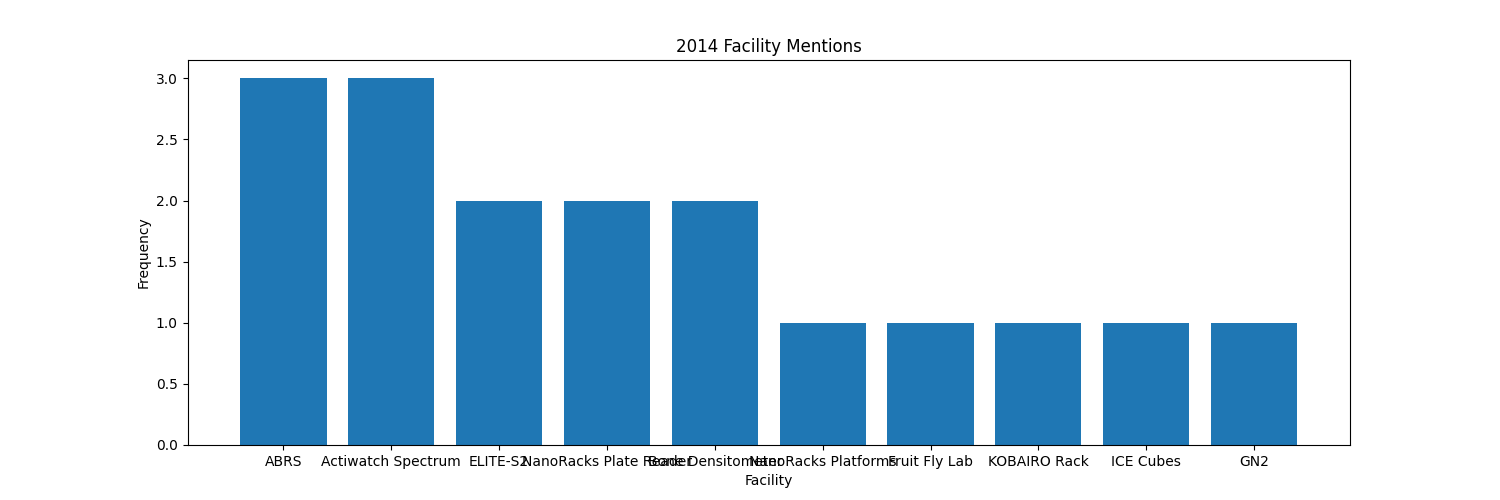 2014 Facility Mentions
3.0
2.5
2.0
1.5
1.0
0.5
0.0
Frequency
ABRS Actiwatch Spectrum ELITE-S2 NanoRacks Plate Reader Bone Densitometer NanoRacks Platforms Fruit Fly Lab KOBAIRO Rack ICE Cubes GN2
Facility